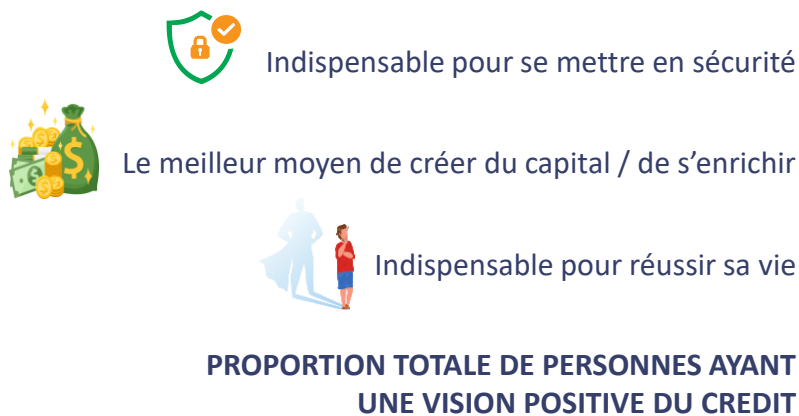 Indispensable pour se mettre en sécurité
Le meilleur moyen de créer du capital / de s’enrichir
Indispensable pour réussir sa vie
PROPORTION TOTALE DE PERSONNES AYANT
UNE VISION POSITIVE DU CREDIT